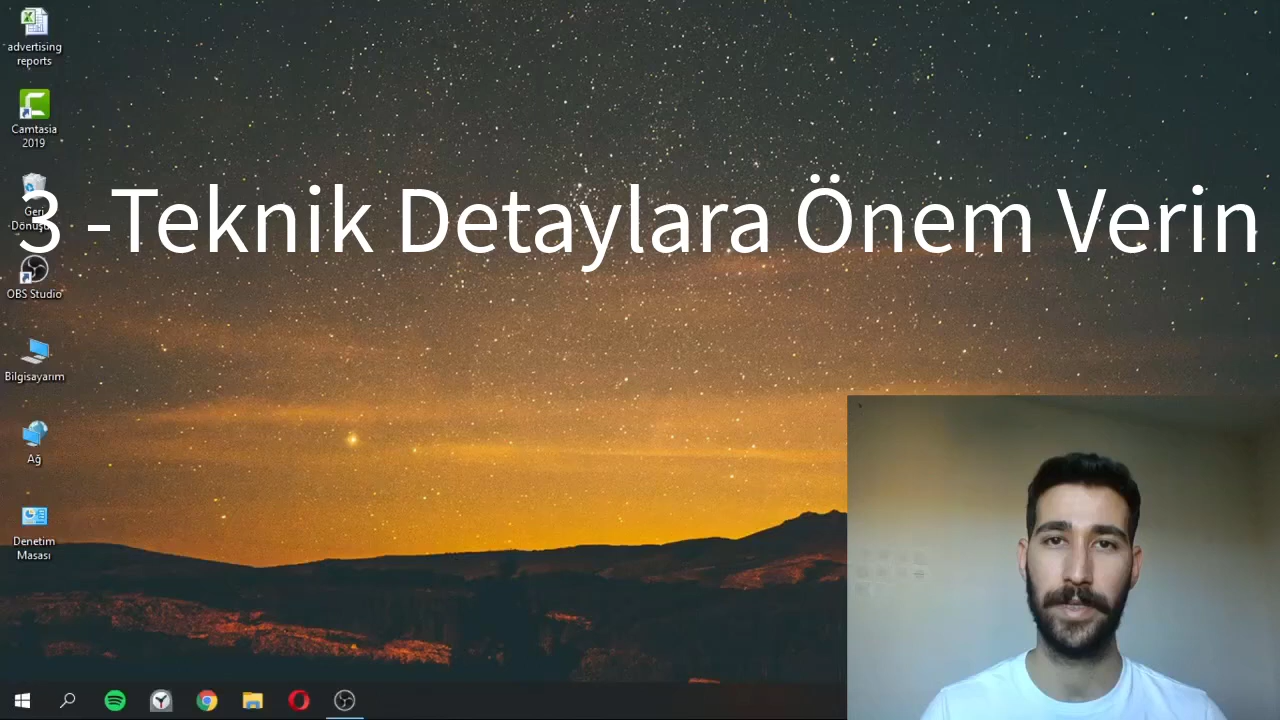 advertising
reports
Camtasia
2019
3 -Teknik Detaylara Önem Verin
OBS Studio
Bilgisayarım
Ağ
Denetim
Masası